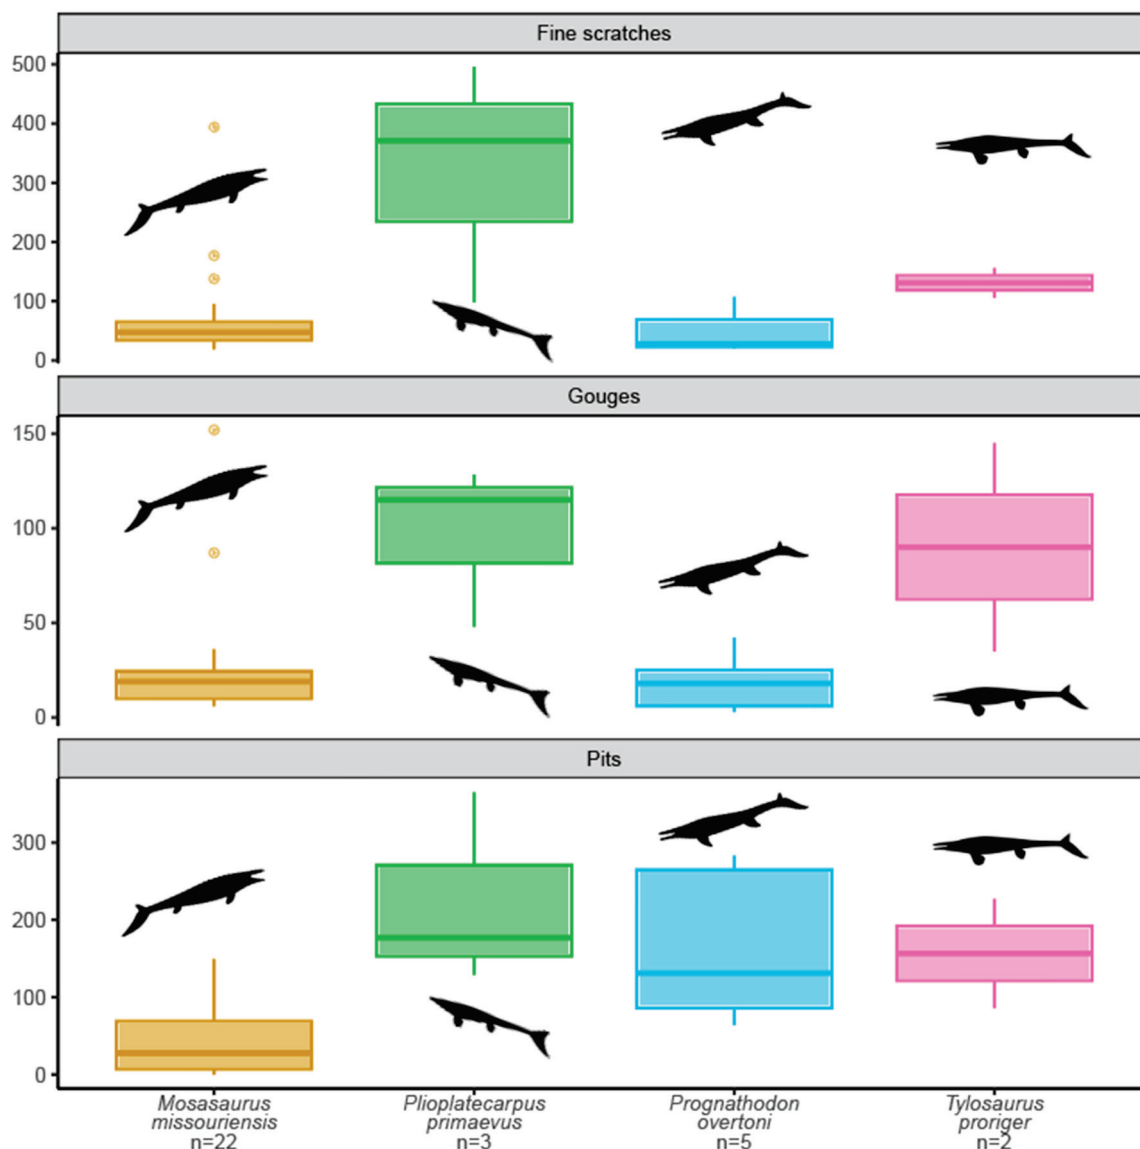 Fine scratches
500
400
300
200
100
0
Gouges
150
100
50
0
Pits
300
200
100
0
Mosasaurus missouriensis n=22
Plioplatecarpus primaevus n=3
Prognathodon overtoni n=5
Tylosaurus proriger n=2